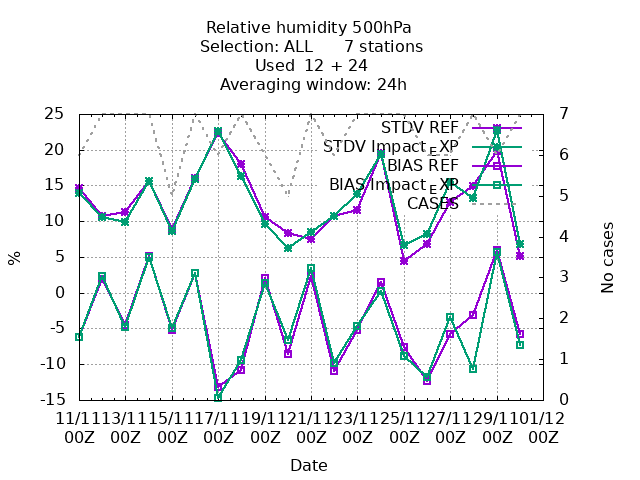 Relative humidity 500hPa
Selection: ALL 7 stations
Used 12 + 24
Averaging window: 24h
STDV REF
STDV Impact_EXP
BIAS REF
BIAS Impact_EXP
CASES
25
20
15
10
5
0
-5
-10
-15
7
6
5
4
3
2
1
0
%
No cases
11/11 13/11 15/11 17/11 19/11 21/11 23/11 25/11 27/11 29/11 01/12
00Z 00Z 00Z 00Z 00Z 00Z 00Z 00Z 00Z 00Z 00Z
Date